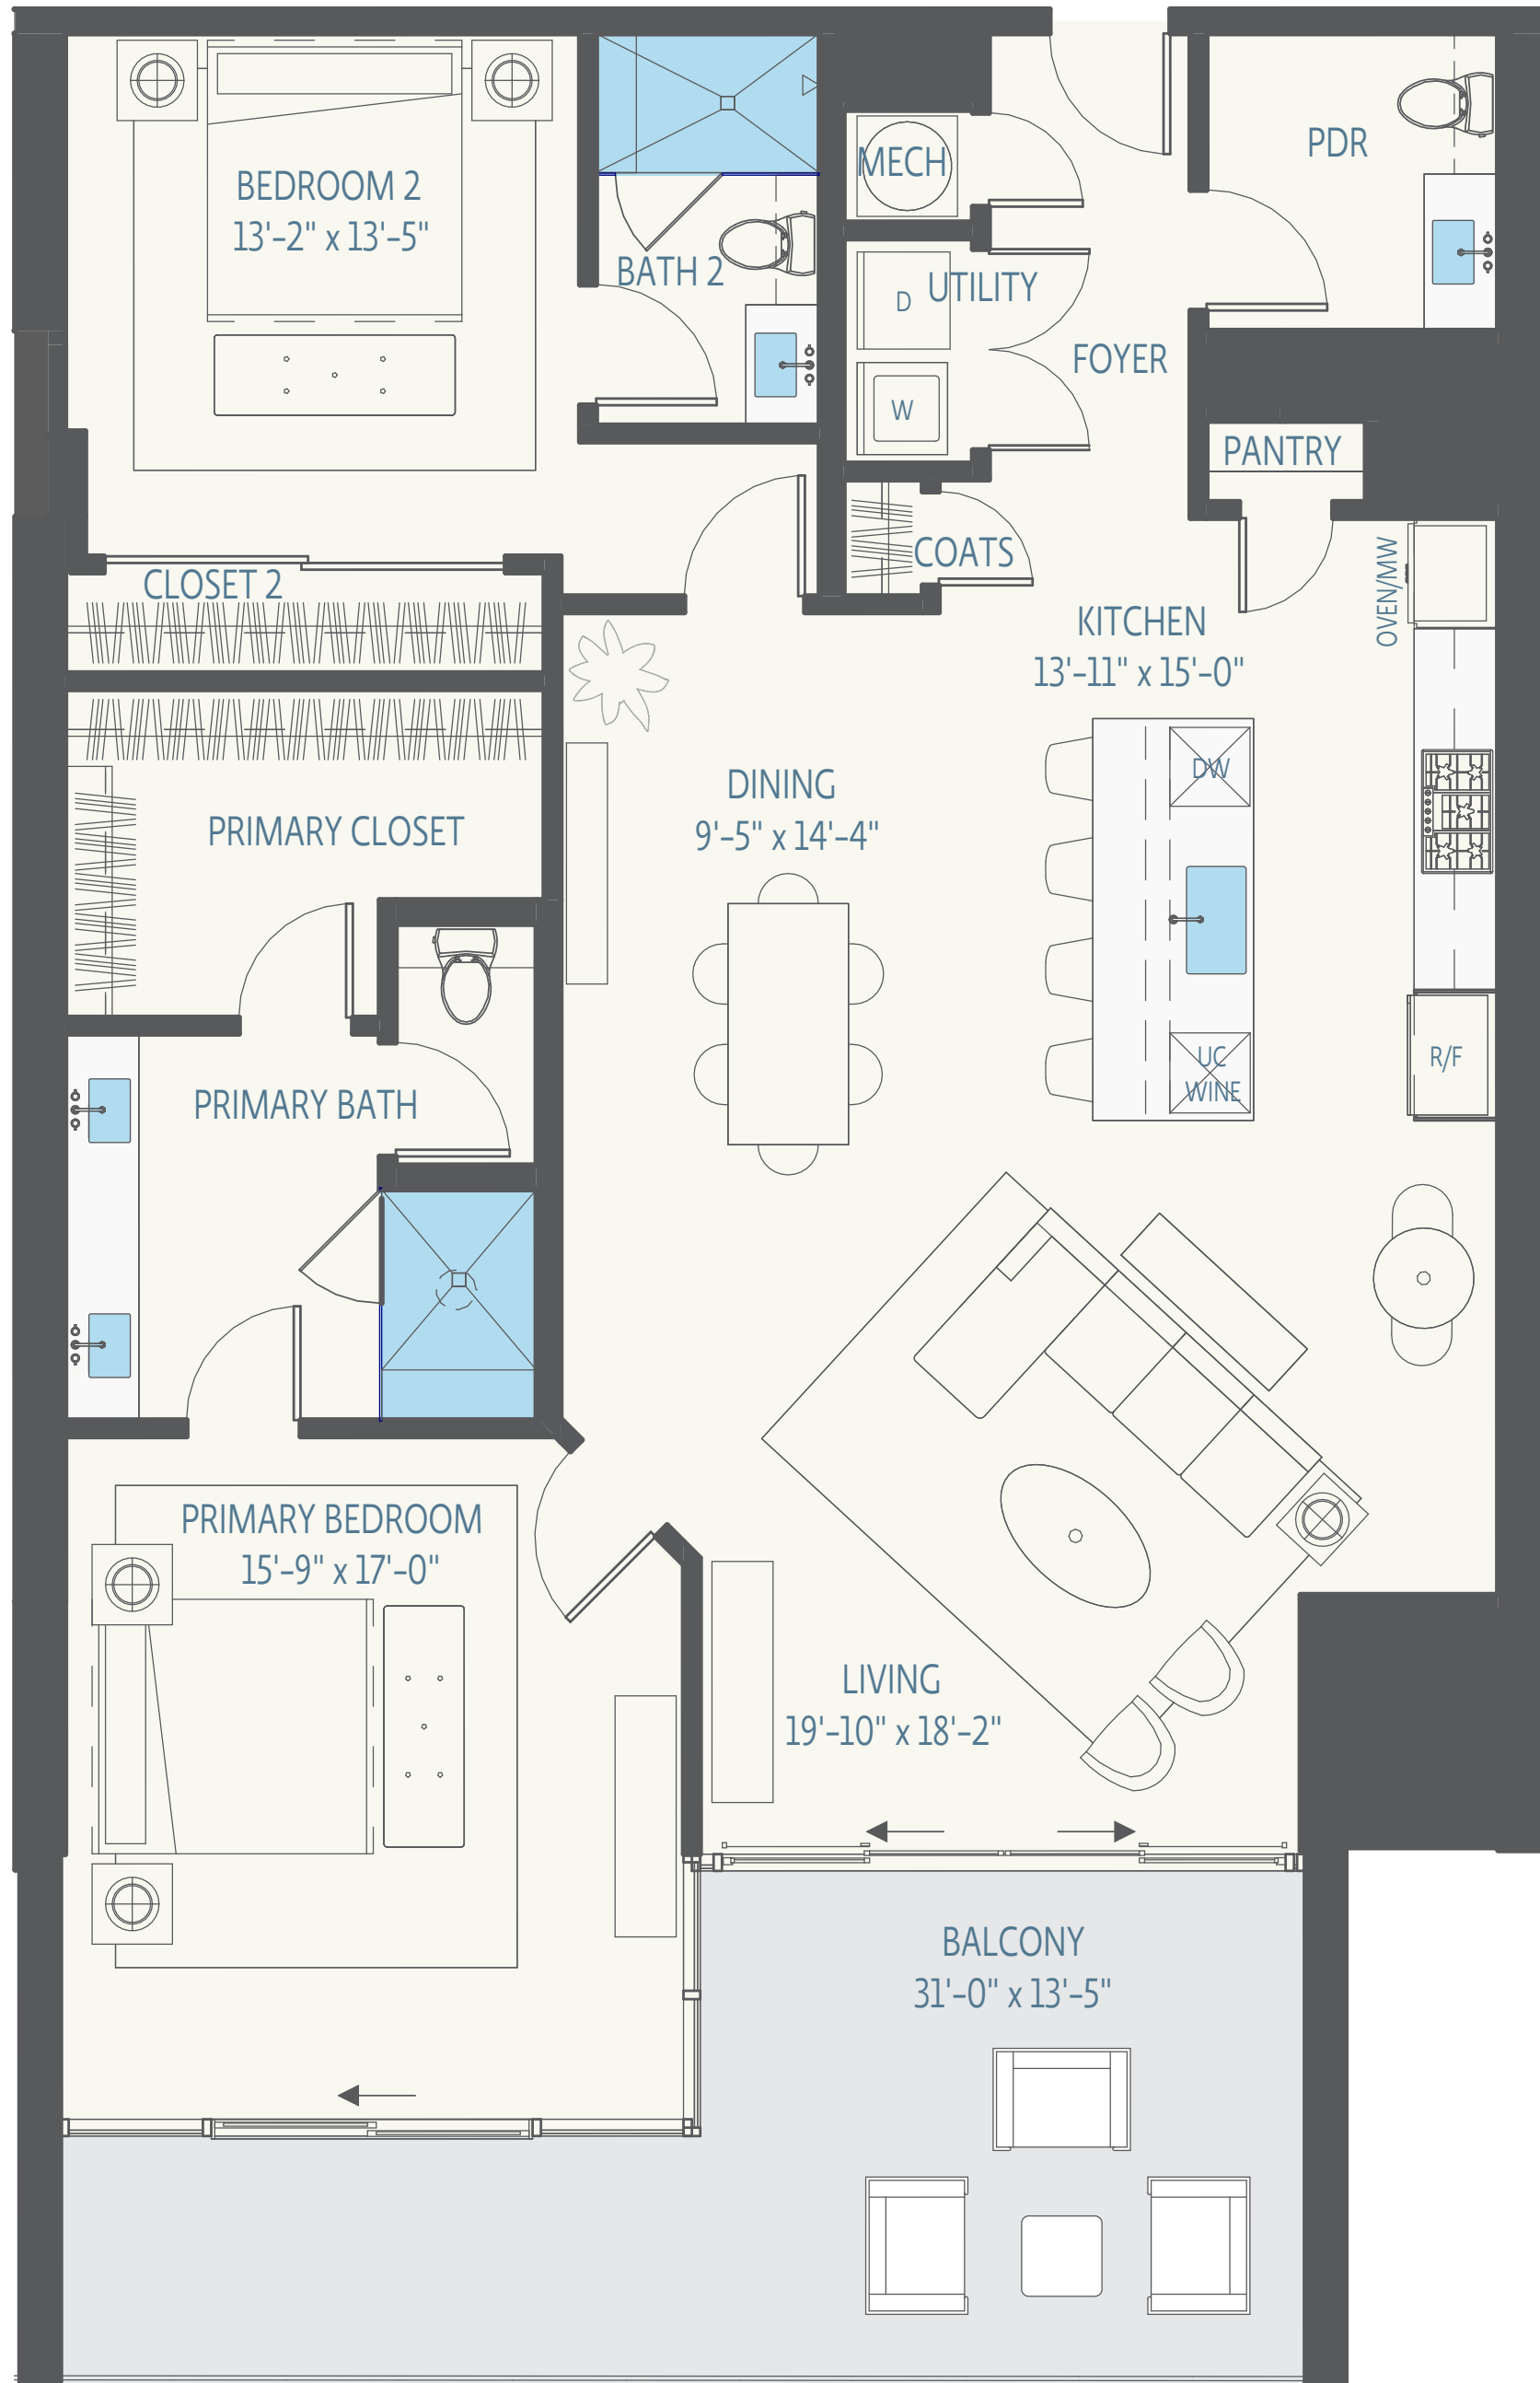 MECH
PDR
BEDROOM 2
13'-2" x 13'-5"
BATH 2
D
UTILITY
FOYER
W
PANTRY
COATS
CLOSET 2
OVEN/MW
KITCHEN
13'-11" x 15'-0"
DW
DINING
9'-5" x 14'-4"
PRIMARY CLOSET
UC
WINE
R/F
PRIMARY BATH
PRIMARY BEDROOM
15'-9" x 17'-0"
LIVING
19'-10" x 18'-2"
BALCONY
31'-0" x 13'-5"